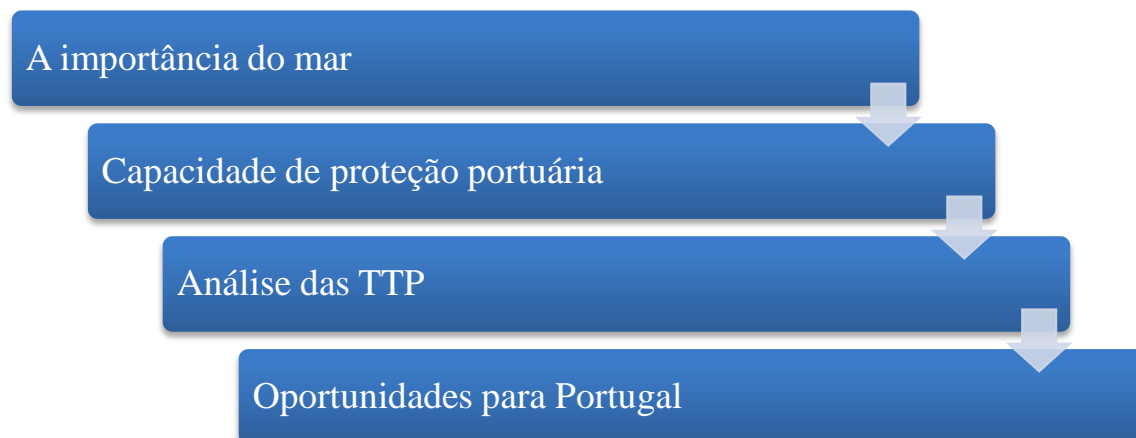 A importância do mar
Capacidade de proteção portuária
Análise das TTP
Oportunidades para Portugal